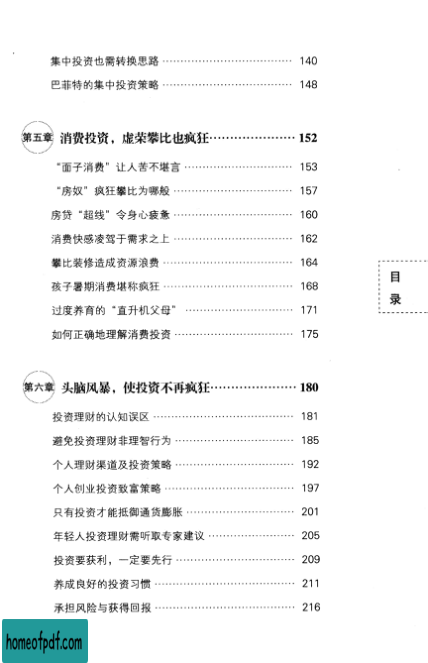 集中投资也需转换思路 ………………………………… 140
巴菲特的集中投资策略 ………………………………… 148
第五章 消费投资，虚荣攀比也疯狂………………… 152
“面子消费”让人苦不堪言 …………………………… 153
“房奴”疯狂攀比为哪般 ……………………………… 157
房贷“超线”令身心疲惫 ……………………………… 160
消费快感凌驾于需求之上 ……………………………… 162
攀比装修造成资源浪费 ………………………………… 164
孩子暑期消费堪称疯狂 ………………………………… 168
过度养育的“直升机父母” …………………………… 171
如何正确地理解消费投资 ……………………………… 175
目
录
第六章 头脑风暴，使投资不再疯狂………………… 180
投资理财的认知误区 …………………………………… 181
避免投资理财非理智行为 ……………………………… 185
个人理财渠道及投资策略 ……………………………… 192
个人创业投资致富策略 ………………………………… 197
只有投资才能抵御通货膨胀 …………………………… 201
年轻人投资理财需听取专家建议 ……………………… 205
投资要获利，一定要先行 ……………………………… 209
养成良好的投资习惯 …………………………………… 211
承担风险与获得回报 …………………………………… 216
homeofpdf.com